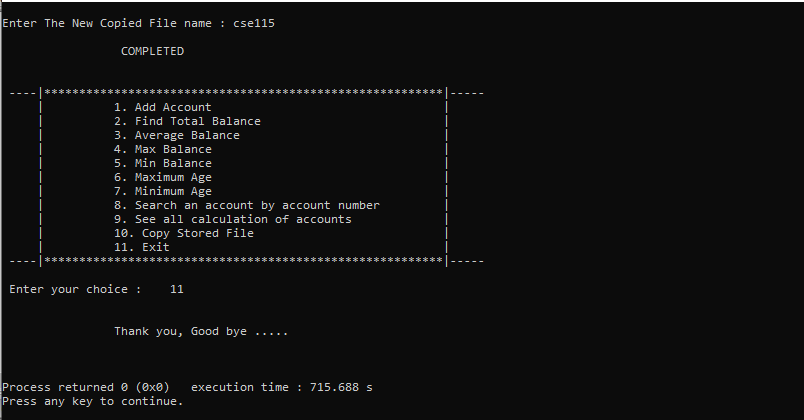 Enter The New Copied File name : cse115
COMPLETED
----|*********************************************************|-----
| 1. Add Account |
| 2. Find Total Balance |
| 3. Average Balance |
| 4. Max Balance |
| 5. Min Balance |
| 6. Maximum Age |
| 7. Minimum Age |
| 8. Search an account by account number |
| 9. See all calculation of accounts |
| 10. Copy Stored File |
| 11. Exit |
----|*********************************************************|-----
Enter your choice : 11
Thank you, Good bye .....
Process returned 0 (0x0) execution time : 715.688 s
Press any key to continue.